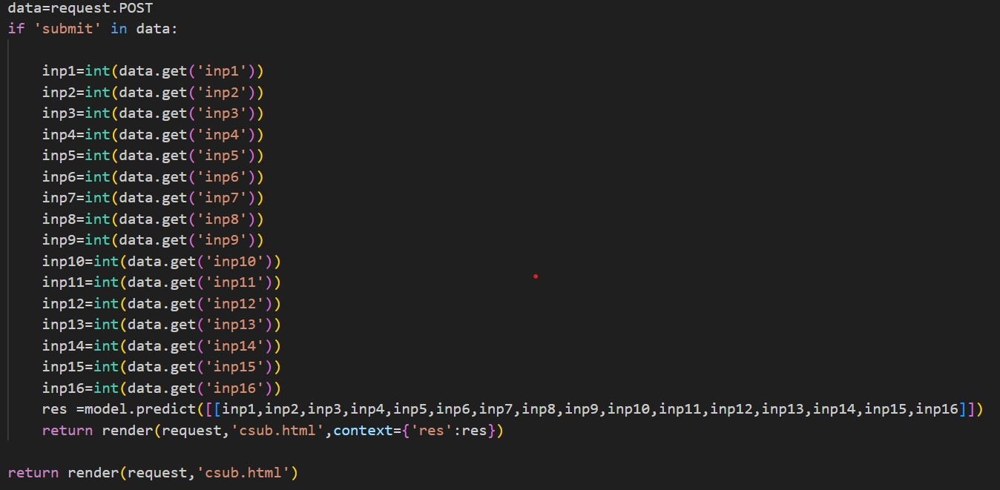 data=request.POST
if 'submit' in data:
inp1=int(data.get('inp1'))
inp2=int(data.get('inp2'))
inp3=int(data.get('inp3'))
inp4=int(data.get('inp4'))
inp5=int(data.get('inp5'))
inp6=int(data.get('inp6'))
inp7=int(data.get('inp7'))
inp8=int(data.get('inp8'))
inp9=int(data.get('inp9'))
inp10=int(data.get('inp10'))
inp11=int(data.get('inp11'))
inp12=int(data.get('inp12'))
inp13=int(data.get('inp13'))
inp14=int(data.get('inp14'))
inp15=int(data.get('inp15'))
inp16=int(data.get('inp16'))
res =model.predict([[inp1,inp2,inp3,inp4,inp5,inp6,inp7,inp8,inp9,inp10,inp11,inp12,inp13,inp14,inp15,inp16]])
return render(request,'csub.html',context={'res':res})
return render(request,'csub.html')